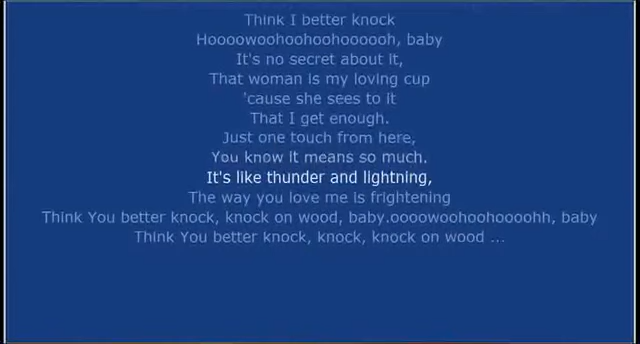 Think I better knock
Hoooowoohoohoohoooooh, baby
It's no secret about it,
That woman is my loving cup
'cause she sees to it
That I get enough.
Just one touch from here,
You know it means so much.
It's like thunder and lightning,
The way you love me is frightening
Think You better knock, knock on wood, baby.oooowoohoohoooohh, baby
Think You better knock, knock, knock on wood ...